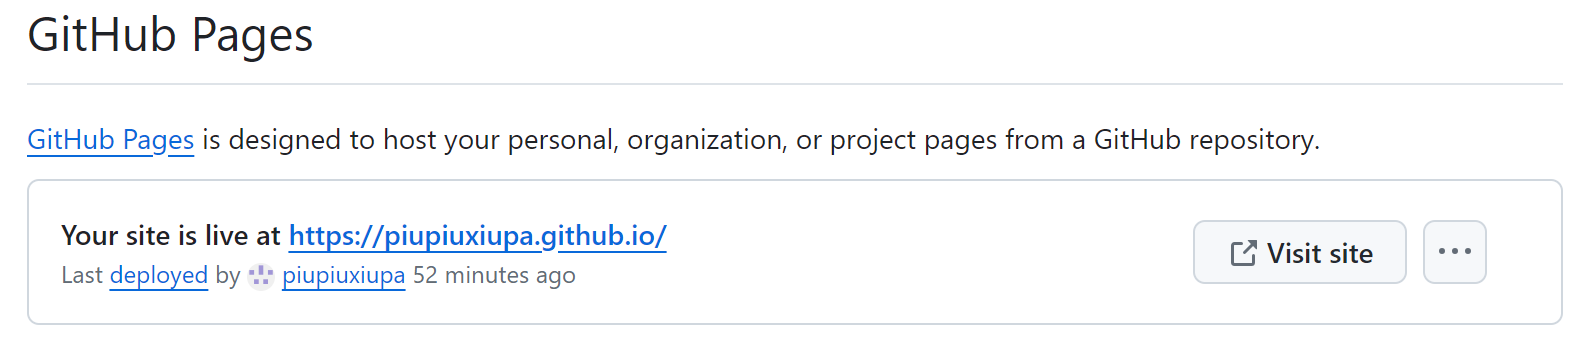 GitHub Pages
GitHub Pages is designed to host your personal, organization, or project pages from a GitHub repository.
Your site is live at https://piupiuxiupa.github.io/
Last deployed by piupiuxiupa 52 minutes ago
Visit site